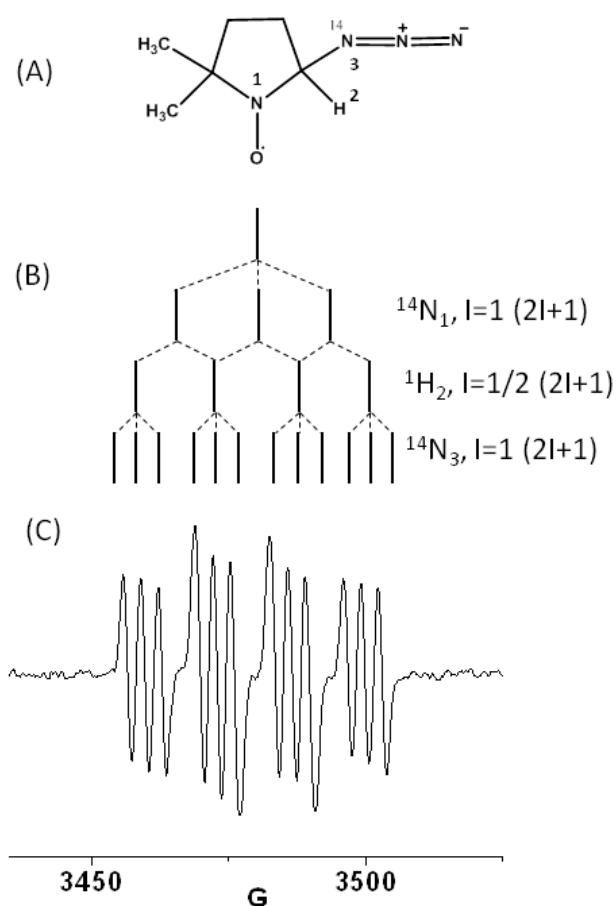 (A)
H₃C
H₃C
1
N
O·
14
N
3
N
+
N
−
H
2
(B)
¹⁴N₁, I=1 (2I+1)
¹H₂, I=1/2 (2I+1)
¹⁴N₃, I=1 (2I+1)
(C)
3450
G
3500